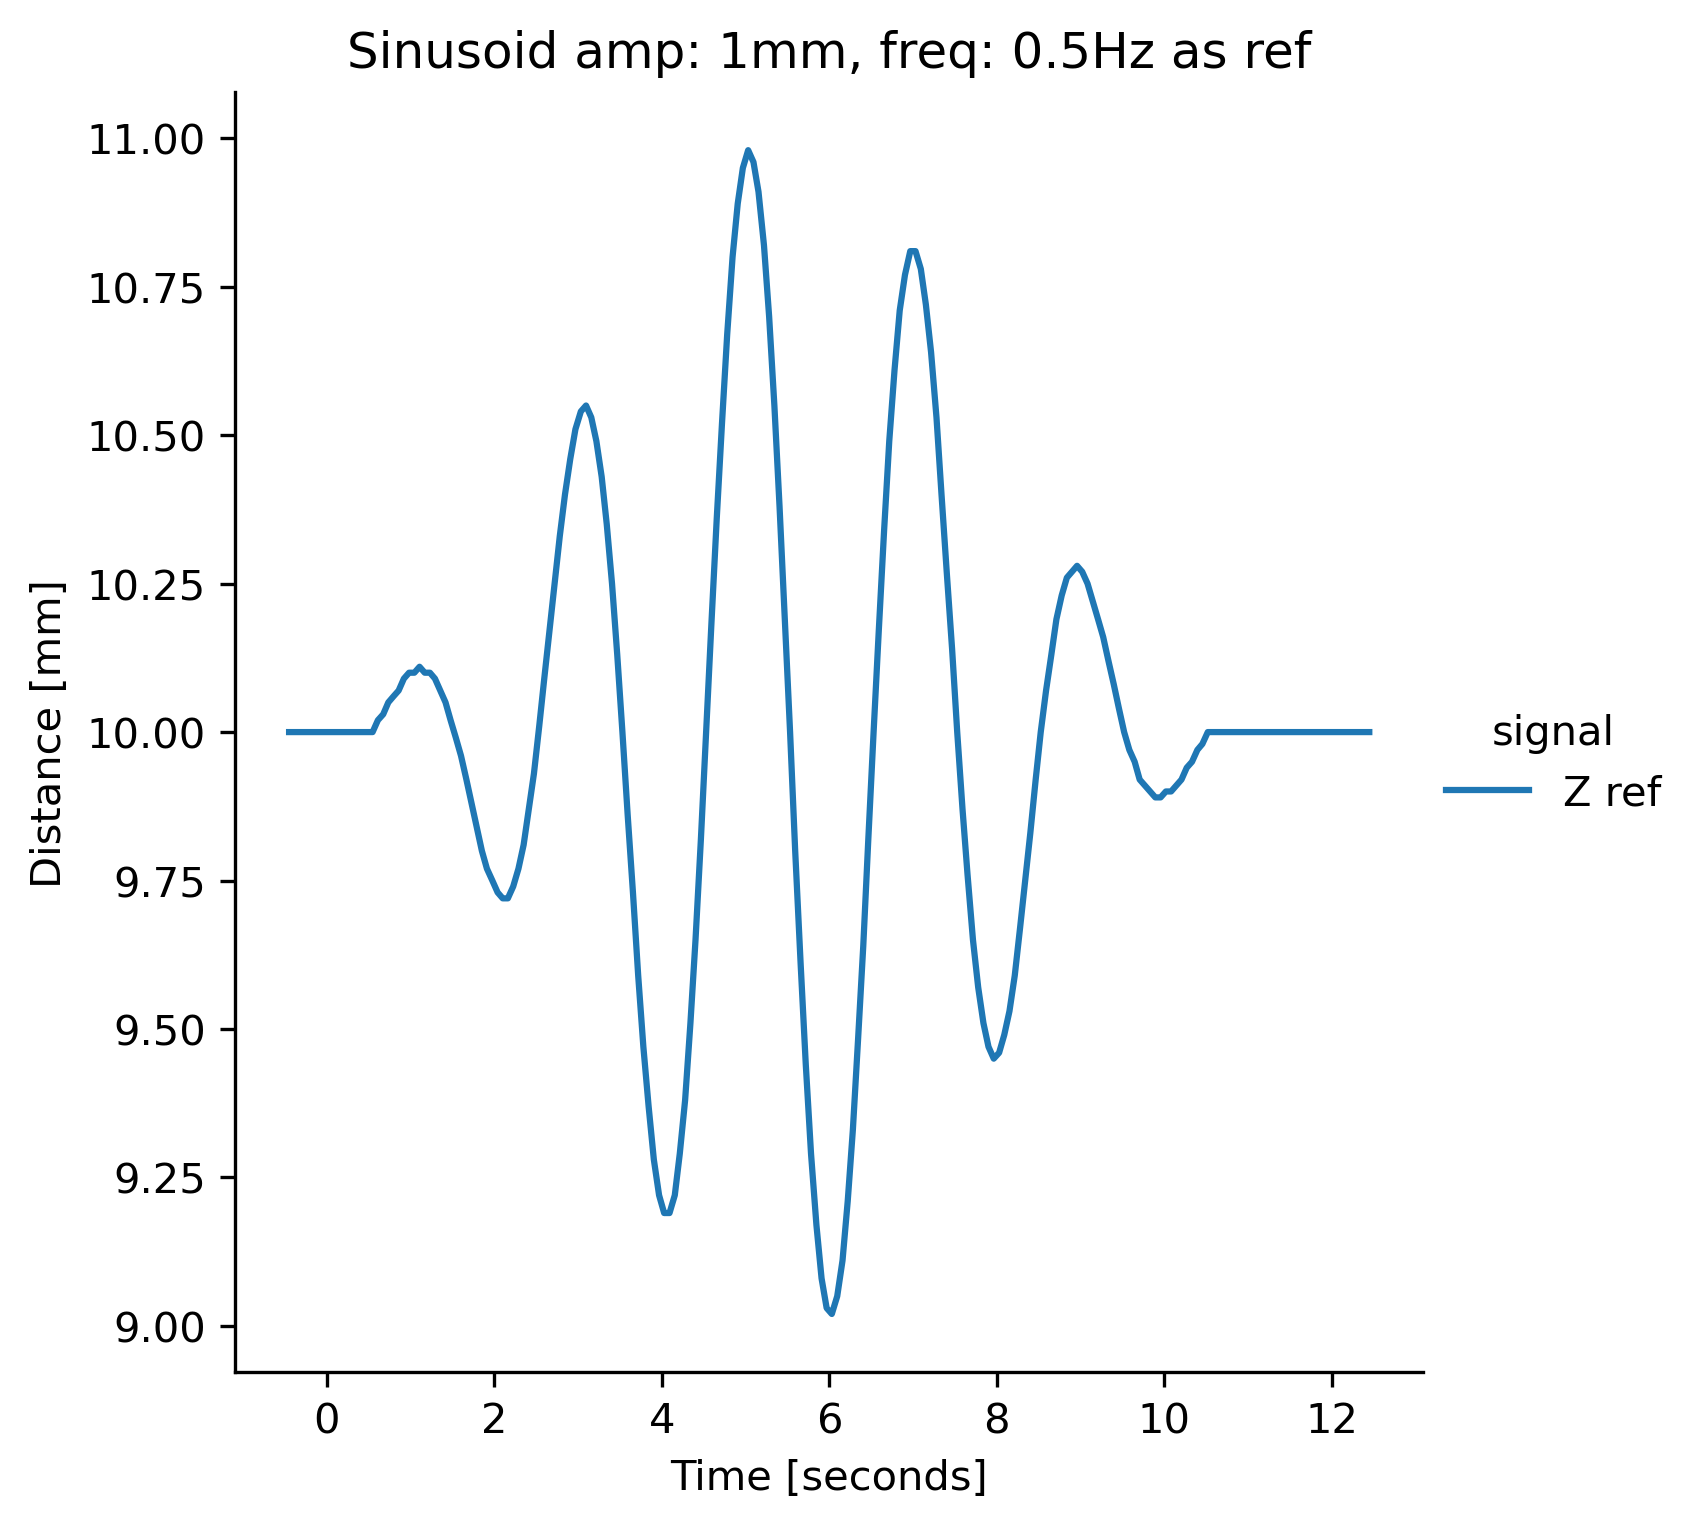 Sinusoid amp: 1mm, freq: 0.5Hz as ref
11.00
10.75
10.50
10.25
10.00
9.75
9.50
9.25
9.00
Distance [mm]
0 2 4 6 8 10 12
Time [seconds]
signal
Z ref